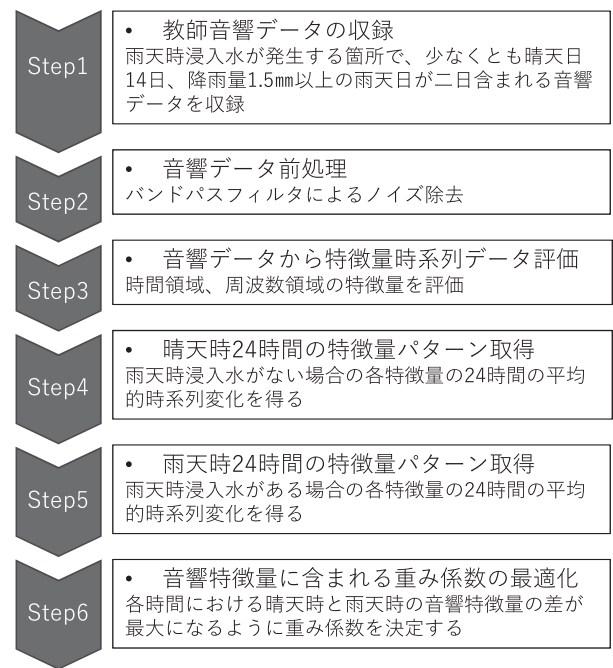 Step1
• 教師音響データの収録
雨天時浸入水が発生する箇所で、少なくとも晴天日
14日、降雨量1.5㎜以上の雨天日が二日含まれる音響
データを収録
Step2
• 音響データ前処理
バンドパスフィルタによるノイズ除去
Step3
• 音響データから特徴量時系列データ評価
時間領域、周波数領域の特徴量を評価
Step4
• 晴天時24時間の特徴量パターン取得
雨天時浸入水がない場合の各特徴量の24時間の平均
的時系列変化を得る
Step5
• 雨天時24時間の特徴量パターン取得
雨天時浸入水がある場合の各特徴量の24時間の平均
的時系列変化を得る
Step6
• 音響特徴量に含まれる重み係数の最適化
各時間における晴天時と雨天時の音響特徴量の差が
最大になるように重み係数を決定する